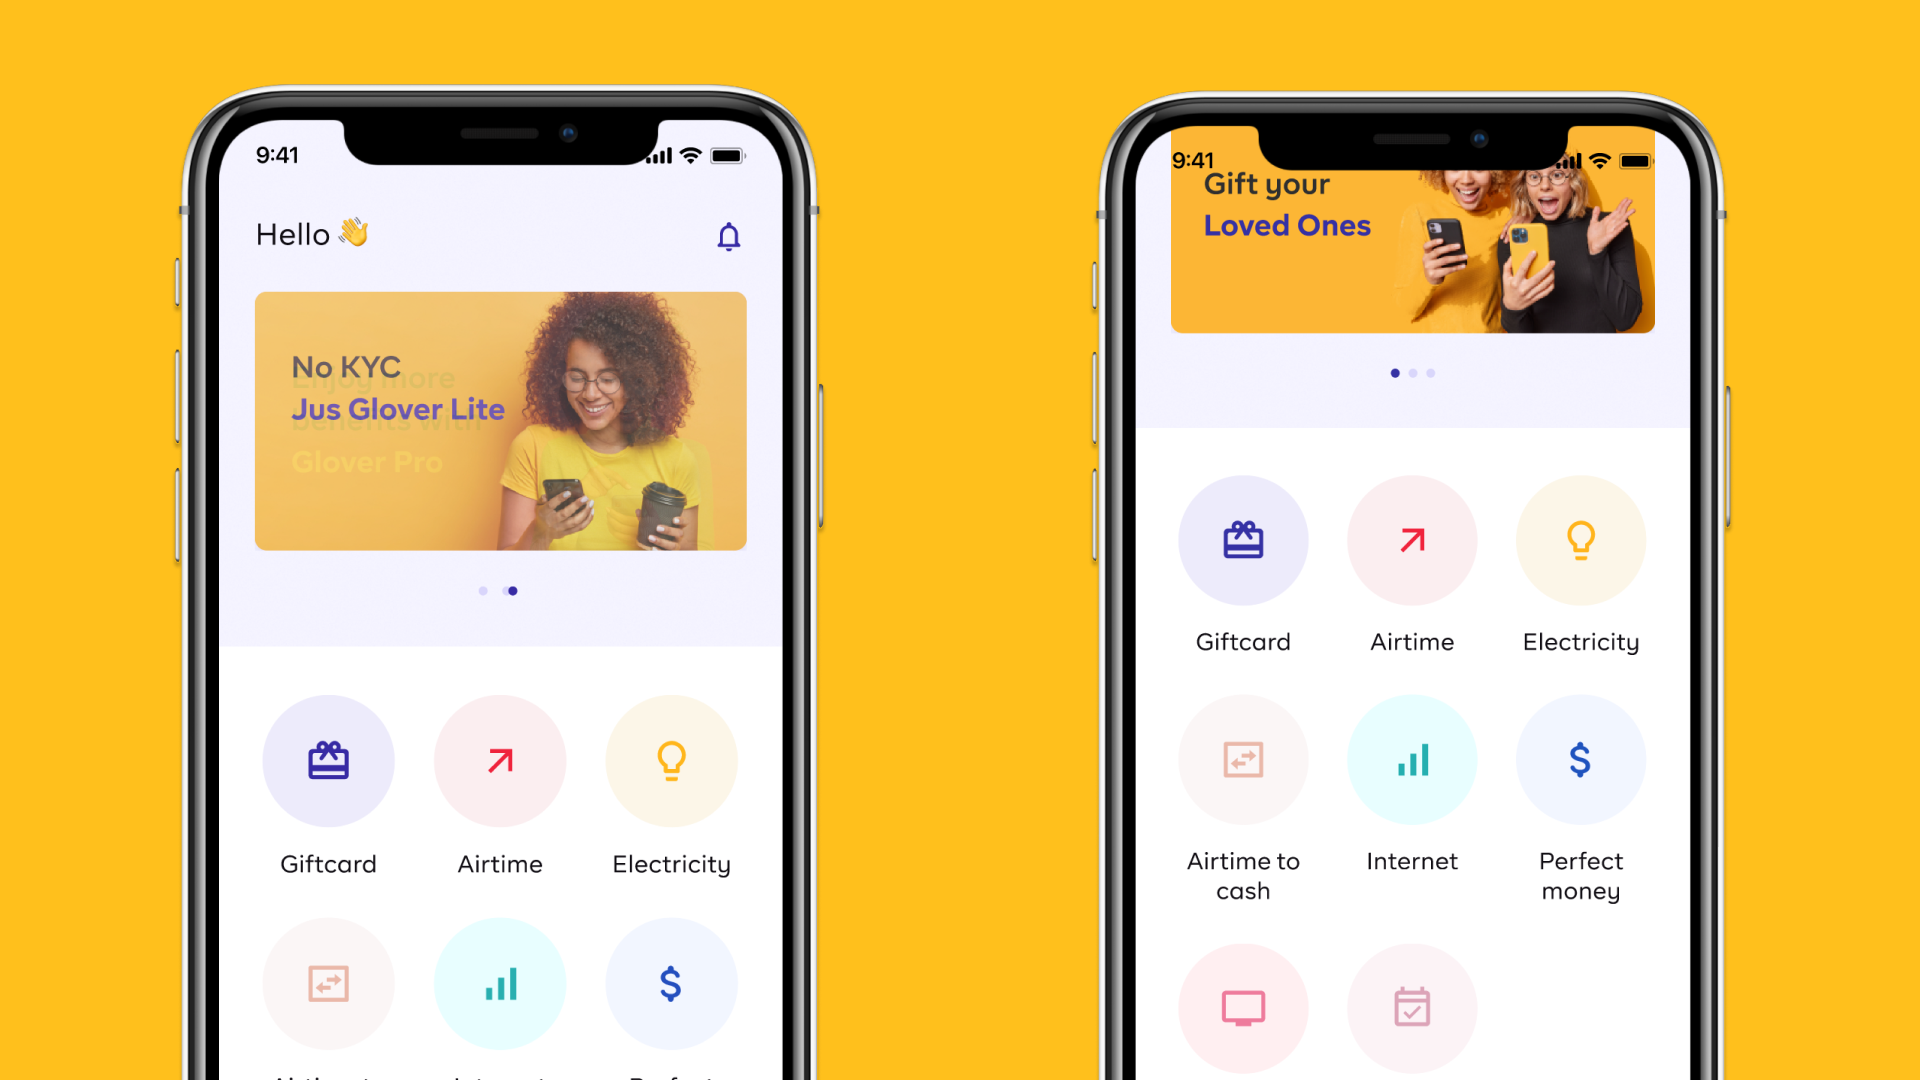 9:41
Hello
No KYC
Jus Glover Lite
Enjoy more
benefits with
Glover Pro
Giftcard
Airtime
Electricity
9:41
Gift your
Loved Ones
Giftcard
Airtime
Electricity
Airtime to
cash
Internet
Perfect
money